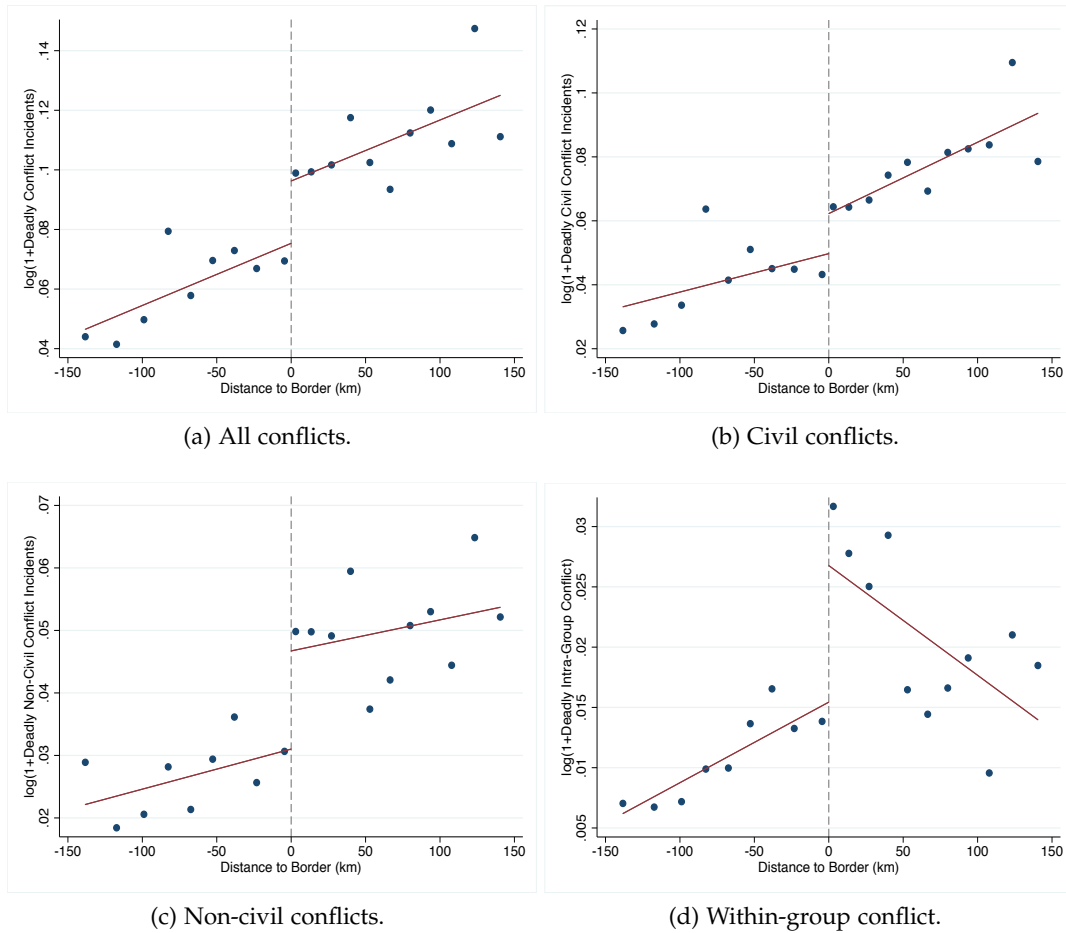 log(1+Deadly Conflict Incidents)
.14
.12
.1
.08
.06
.04
-150 -100 -50 0 50 100 150
Distance to Border (km)
(a) All conflicts.
log(1+Deadly Civil Conflict Incidents)
.12
.1
.08
.06
.04
.02
-150 -100 -50 0 50 100 150
Distance to Border (km)
(b) Civil conflicts.
log(1+Deadly Non-Civil Conflict Incidents)
.07
.06
.05
.04
.03
.02
-150 -100 -50 0 50 100 150
Distance to Border (km)
(c) Non-civil conflicts.
log(1+Deadly Intra-Group Conflict)
.03
.025
.02
.015
.01
.005
-150 -100 -50 0 50 100 150
Distance to Border (km)
(d) Within-group conflict.